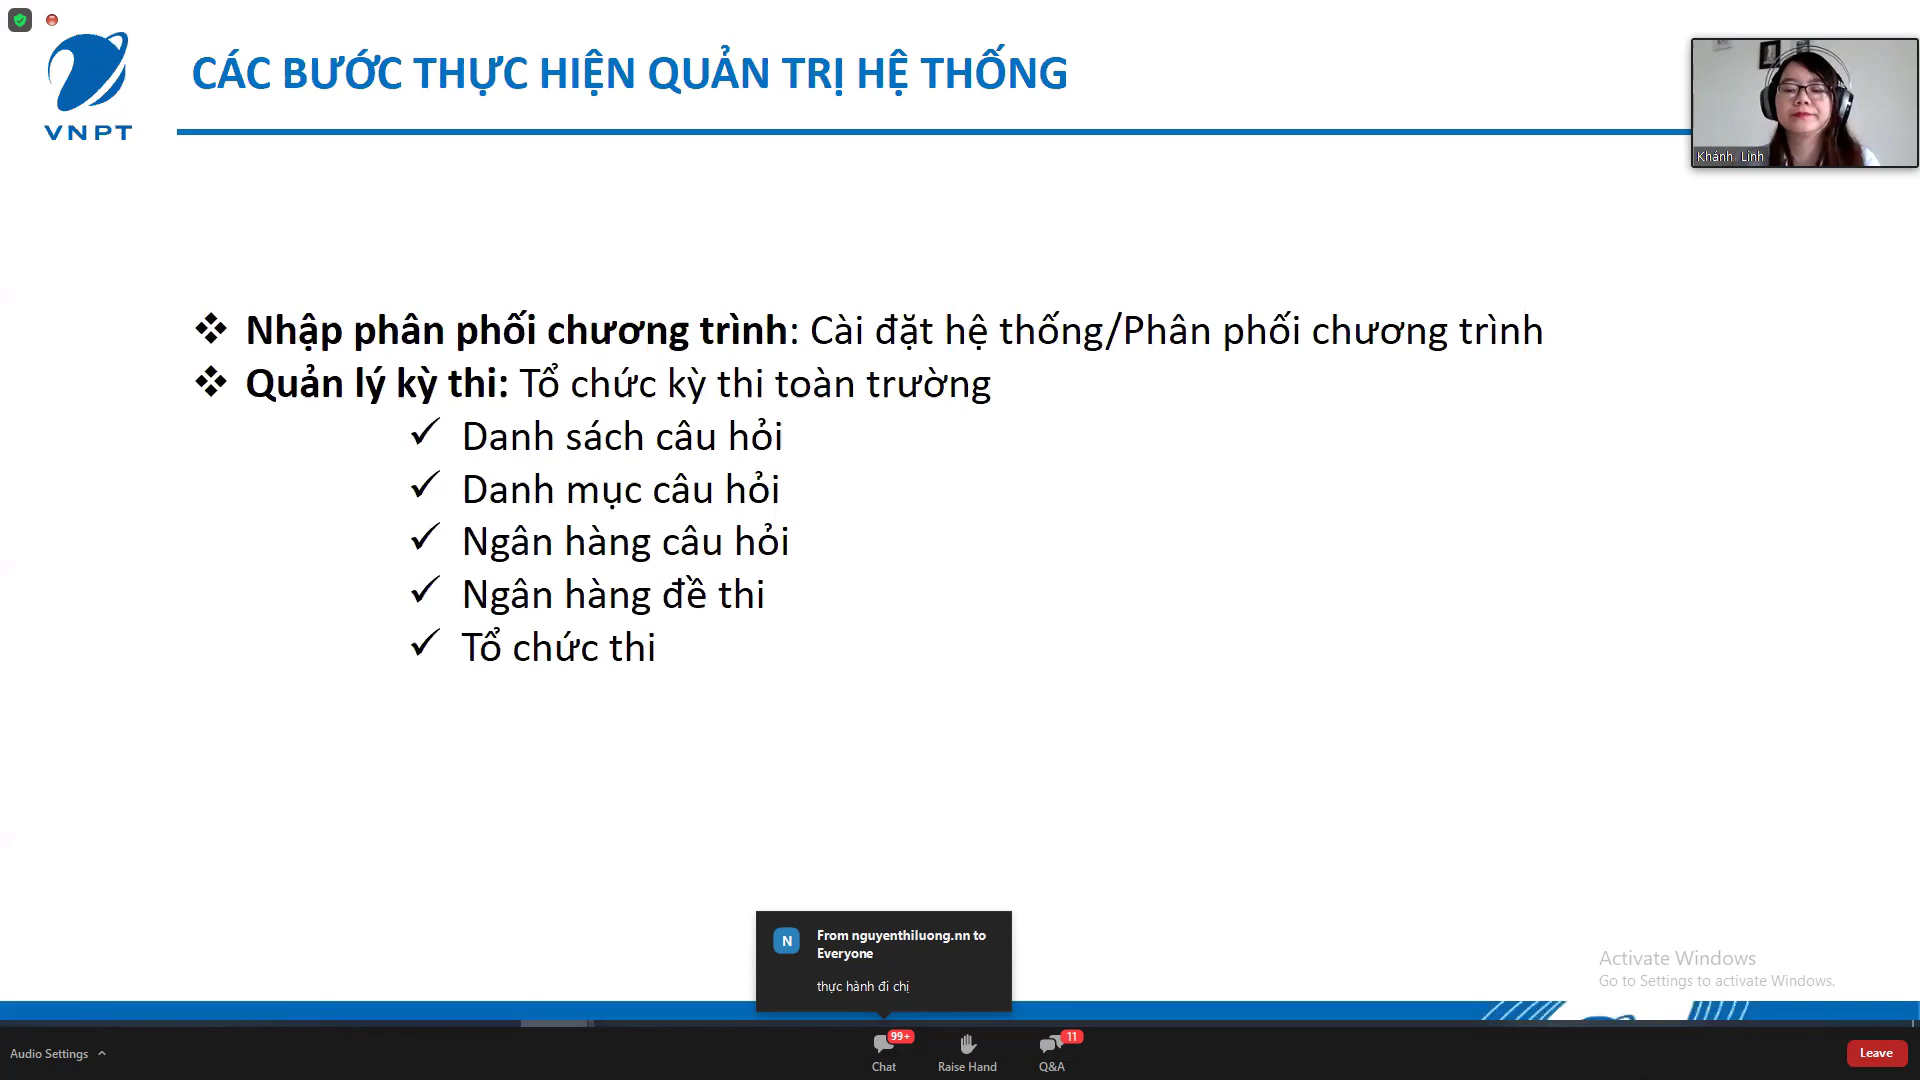 VNPT
CÁC BƯỚC THỰC HIỆN QUẢN TRỊ HỆ THỐNG
Khánh Linh
❖ Nhập phân phối chương trình: Cài đặt hệ thống/Phân phối chương trình
❖ Quản lý kỳ thi: Tổ chức kỳ thi toàn trường
✓ Danh sách câu hỏi
✓ Danh mục câu hỏi
✓ Ngân hàng câu hỏi
✓ Ngân hàng đề thi
✓ Tổ chức thi
N
From nguyenthiluong.nn to
Everyone
thực hành đi chị
Activate Windows
Go to Settings to activate Windows.
Audio Settings
99+
Chat
Raise Hand
11
Q&A
Leave